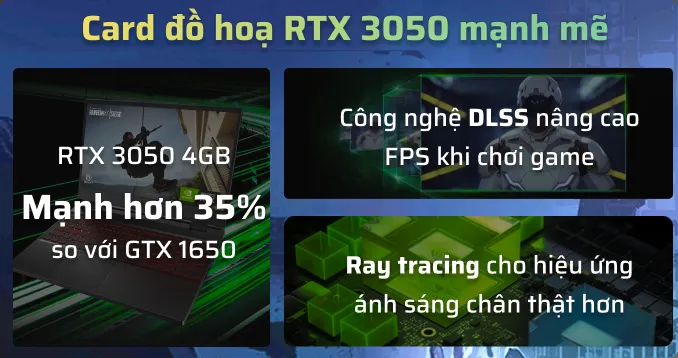 Card đồ hoạ RTX 3050 mạnh mẽ
RTX 3050 4GB
Mạnh hơn 35%
so với GTX 1650
Công nghệ DLSS nâng cao
FPS khi chơi game
Ray tracing cho hiệu ứng
ánh sáng chân thật hơn